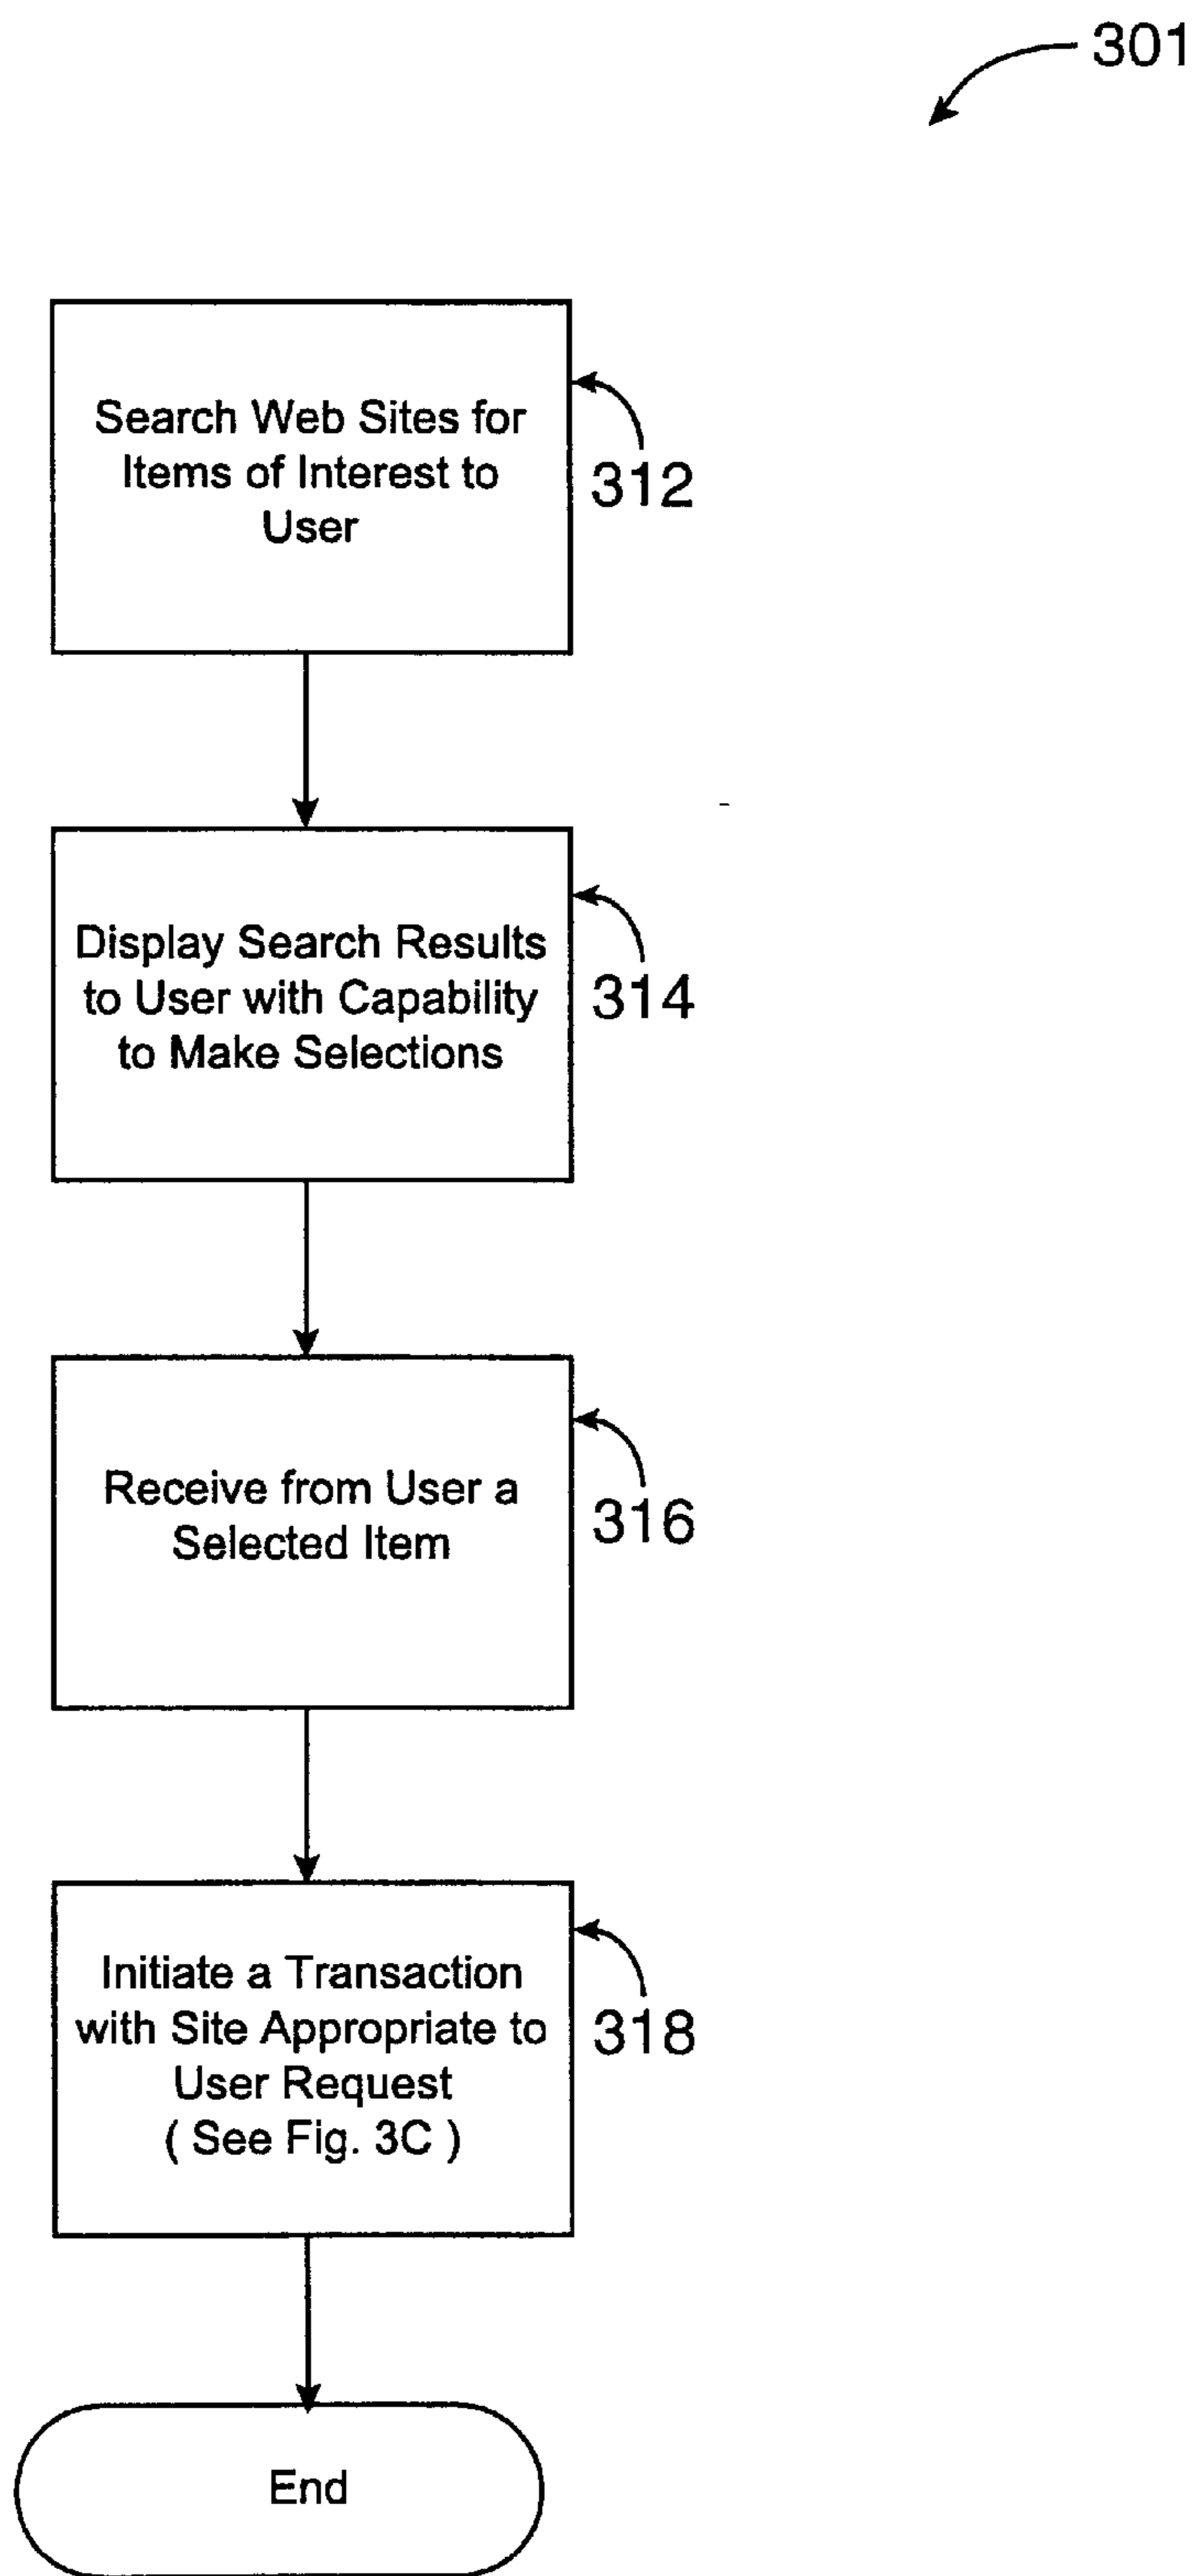 301
Search Web Sites for
Items of Interest to
User
312
Display Search Results
to User with Capability
to Make Selections
314
Receive from User a
Selected Item
316
Initiate a Transaction
with Site Appropriate to
User Request
( See Fig. 3C )
318
End